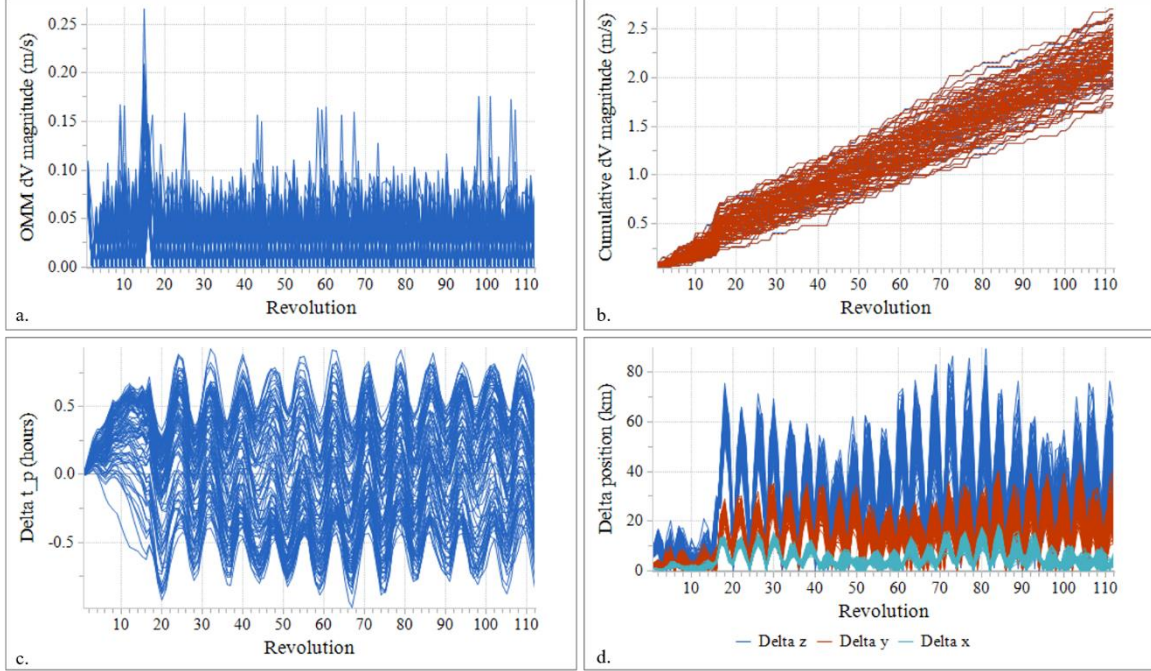 OMM dV magnitude (m/s)
0.25
0.20
0.15
0.10
0.05
0.00
10 20 30 40 50 60 70 80 90 100 110
Revolution
a.
Cumulative dV magnitude (m/s)
2.5
2.0
1.5
1.0
0.5
10 20 30 40 50 60 70 80 90 100 110
Revolution
b.
Delta t_p (hours)
0.5
0.0
-0.5
10 20 30 40 50 60 70 80 90 100 110
Revolution
c.
Delta position (km)
80
60
40
20
0
10 20 30 40 50 60 70 80 90 100 110
Revolution
Delta z Delta y Delta x
d.